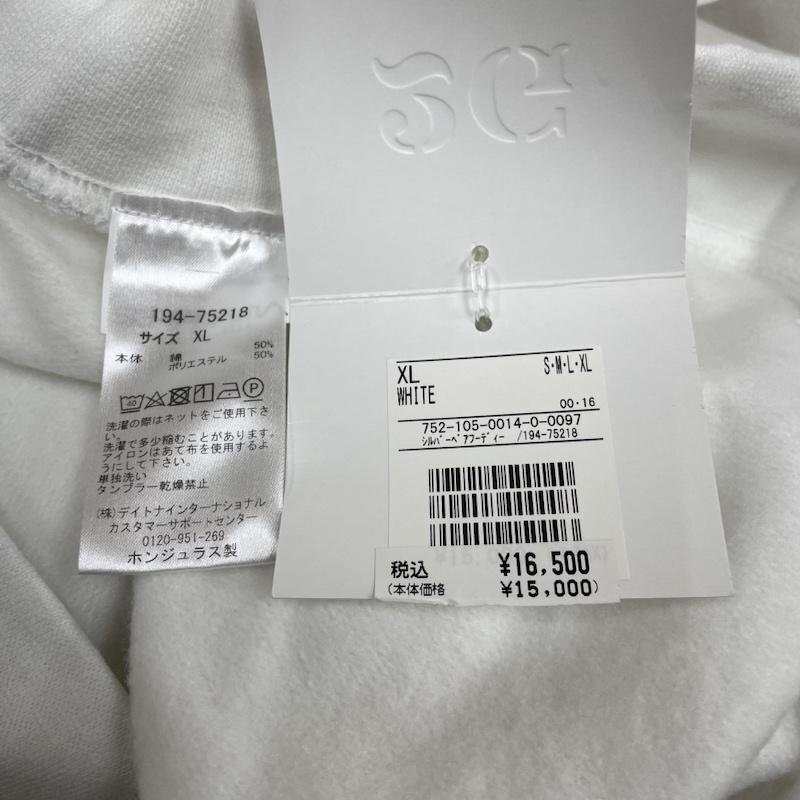 JG
194-75218
サイズ XL
本体 綿 50%
ポリエステル 50%
40
P
洗濯の際はネットをご使用下さ
い。
洗濯で多少縮むことがあります。
アイロンはあて布を使用するよ
うにして下さい。
単独洗い
タンブラー乾燥禁止
(株)デイトナインターナショナル
カスタマーサポートセンター
0120-951-269
ホンジュラス製
XL S・M・L・XL
WHITE
00・16
752-105-0014-0-0097
シルバーベアフーディー /194-75218
税込 ¥16,500
(本体価格 ¥15,000)